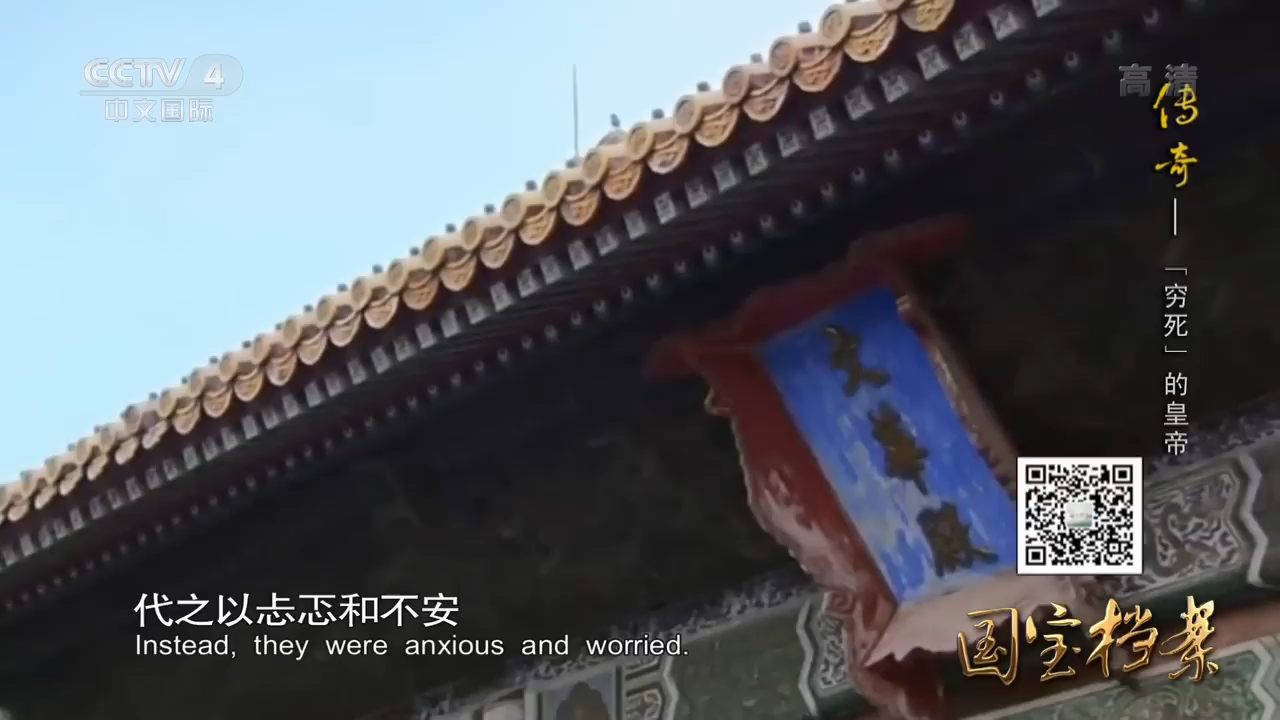 CCTV 4
中文国际
高清
传奇—「穷死」的皇帝
代之以忐忑和不安
Instead, they were anxious and worried.
国宝档案